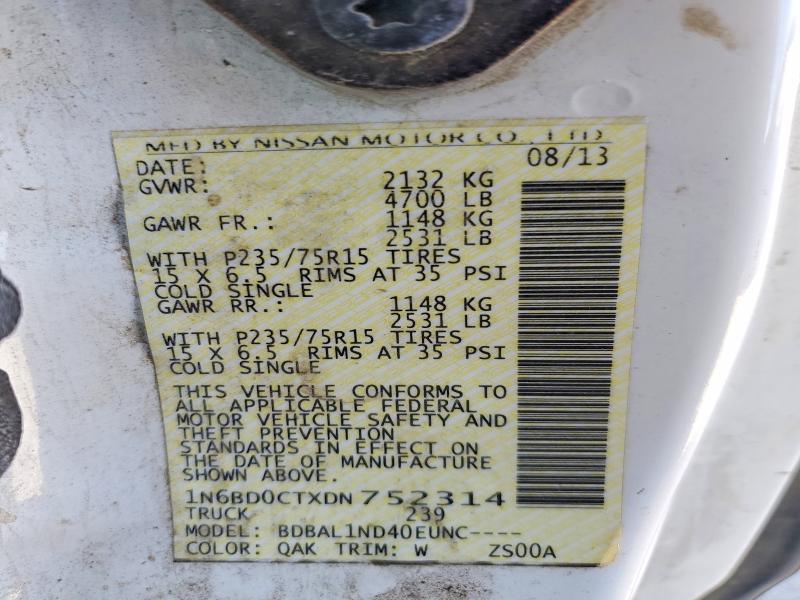 MFD BY NISSAN MOTOR CO., LTD
DATE: 08/13
GVWR: 2132 KG
4700 LB
GAWR FR.: 1148 KG
2531 LB
WITH P235/75R15 TIRES
15 X 6.5 RIMS AT 35 PSI
COLD SINGLE
GAWR RR.: 1148 KG
2531 LB
WITH P235/75R15 TIRES
15 X 6.5 RIMS AT 35 PSI
COLD SINGLE
THIS VEHICLE CONFORMS TO
ALL APPLICABLE FEDERAL
MOTOR VEHICLE SAFETY AND
THEFT PREVENTION
STANDARDS IN EFFECT ON
THE DATE OF MANUFACTURE
SHOWN ABOVE.
1N6BD0CTXDN752314
TRUCK 239
MODEL: BDBAL1ND40EUNC----
COLOR: QAK TRIM: W ZS00A